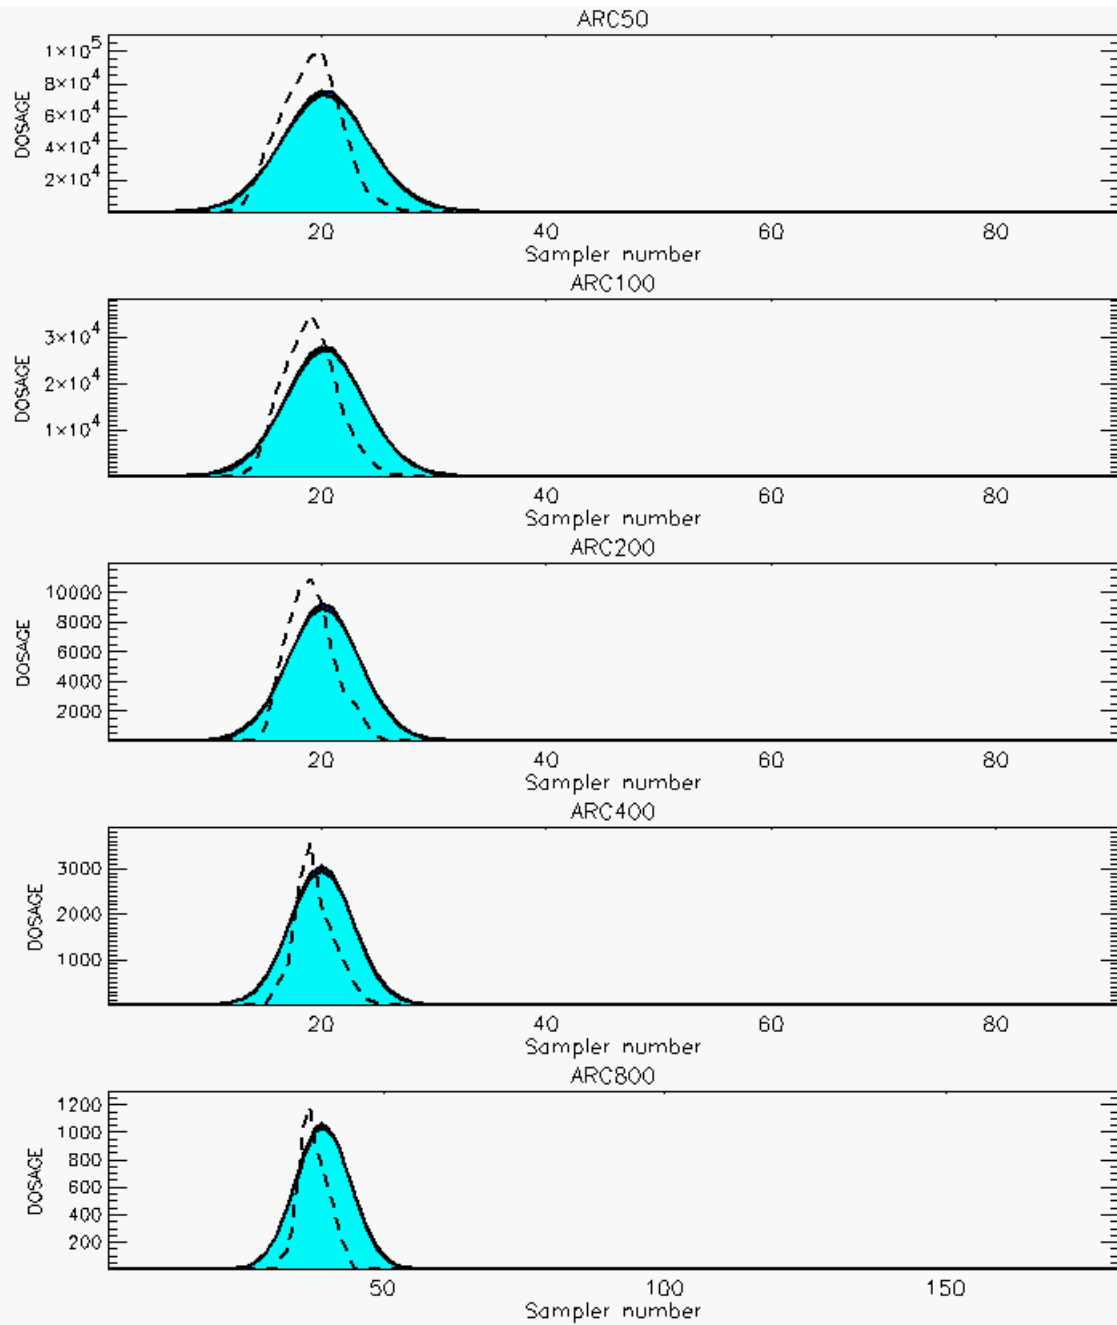 ARC50
1×10⁵
8×10⁴
6×10⁴
4×10⁴
2×10⁴
DOSAGE
20 40 60 80
Sampler number
ARC100
3×10⁴
2×10⁴
1×10⁴
DOSAGE
20 40 60 80
Sampler number
ARC200
10000
8000
6000
4000
2000
DOSAGE
20 40 60 80
Sampler number
ARC400
3000
2000
1000
DOSAGE
20 40 60 80
Sampler number
ARC800
1200
1000
800
600
400
200
DOSAGE
50 100 150
Sampler number